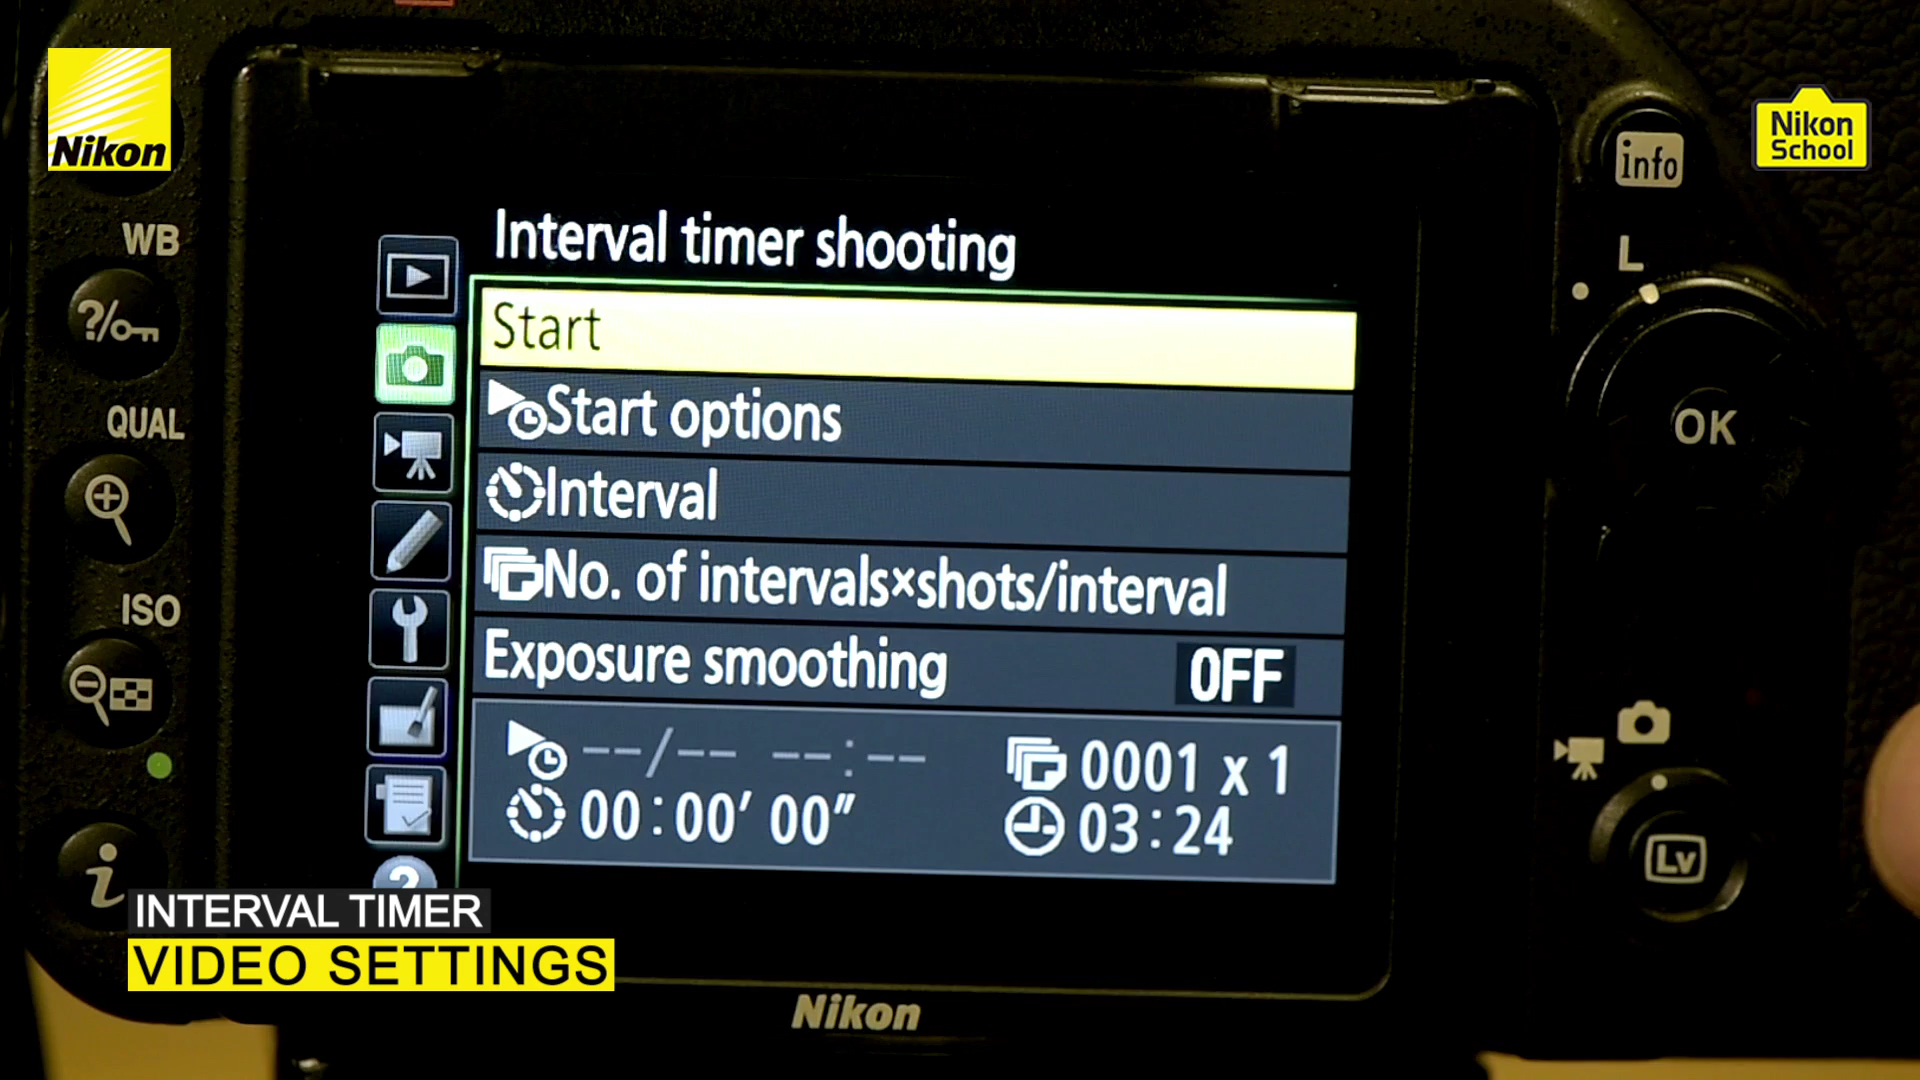 Nikon
Nikon
School
info
WB
L
Interval timer shooting
Start
Start options
QUAL
OK
Interval
No. of intervals×shots/interval
ISO
Exposure smoothing OFF
--/-- --:-- 0001 x 1
00:00' 00" 03:24
Lv
i
?
INTERVAL TIMER
VIDEO SETTINGS
Nikon